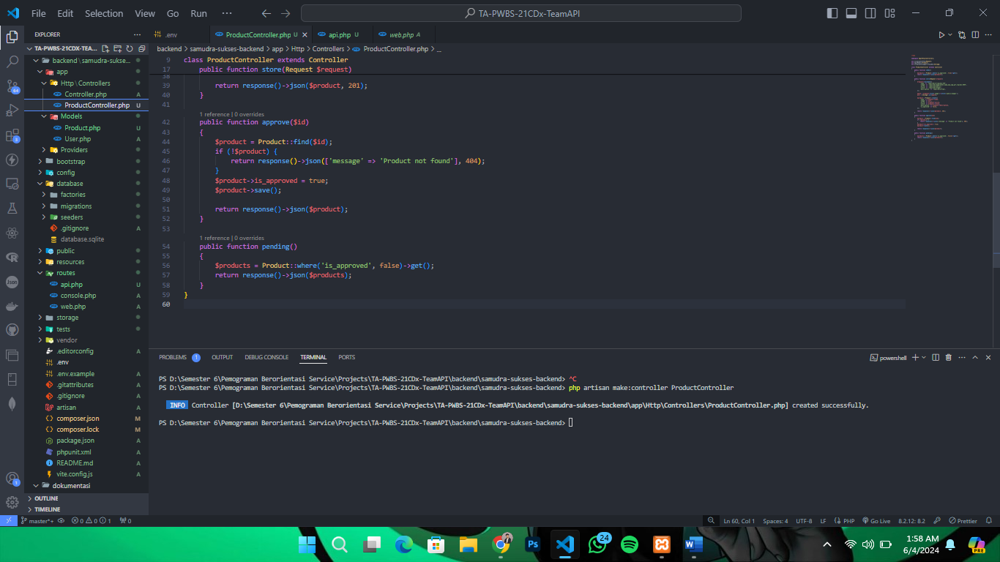 File Edit Selection View Go Run ··· TA-PWBS-21CDx-TeamAPI
EXPLORER
TA-PWBS-21CDX-TEA...
backend\samudra-sukse...
app
Http\Controllers
Controller.php A
ProductController.php U
Models
Product.php U
User.php U
Providers
bootstrap
config
database
factories
migrations
seeders
.gitignore A
database.sqlite
public
resources
routes
api.php U
console.php A
web.php A
storage
tests
vendor
.editorconfig A
.env
.env.example A
.gitattributes A
.gitignore A
artisan A
composer.json M
composer.lock M
package.json A
phpunit.xml A
README.md A
vite.config.js A
dokumentasi
OUTLINE
TIMELINE
64
3
1
.env ProductController.php U api.php U web.php A
backend > samudra-sukses-backend > app > Http > Controllers > ProductController.php > ...
9 class ProductController extends Controller
17 public function store(Request $request)
38
39 return response()->json($product, 201);
40 }
41
1 reference | 0 overrides
42 public function approve($id)
43 {
44 $product = Product::find($id);
45 if (!$product) {
46 return response()->json(['message' => 'Product not found'], 404);
47 }
48 $product->is_approved = true;
49 $product->save();
50
51 return response()->json($product);
52 }
53
1 reference | 0 overrides
54 public function pending()
55 {
56 $products = Product::where('is_approved', false)->get();
57 return response()->json($products);
58 }
59 }
60
PROBLEMS 1 OUTPUT DEBUG CONSOLE TERMINAL PORTS powershell
PS D:\Semester 6\Pemograman Berorientasi Service\Projects\TA-PWBS-21CDx-TeamAPI\backend\samudra-sukses-backend> ^C
PS D:\Semester 6\Pemograman Berorientasi Service\Projects\TA-PWBS-21CDx-TeamAPI\backend\samudra-sukses-backend> php artisan make:controller ProductController
INFO Controller [D:\Semester 6\Pemograman Berorientasi Service\Projects\TA-PWBS-21CDx-TeamAPI\backend\samudra-sukses-backend\app\Http\Controllers\ProductController.php] created successfully.
PS D:\Semester 6\Pemograman Berorientasi Service\Projects\TA-PWBS-21CDx-TeamAPI\backend\samudra-sukses-backend>
master*+ 0 0 1 0 Ln 60, Col 1 Spaces: 4 UTF-8 LF PHP Go Live 8.2.12: 8.2 Prettier
Ps 24 W 1:58 AM PRE
6/4/2024